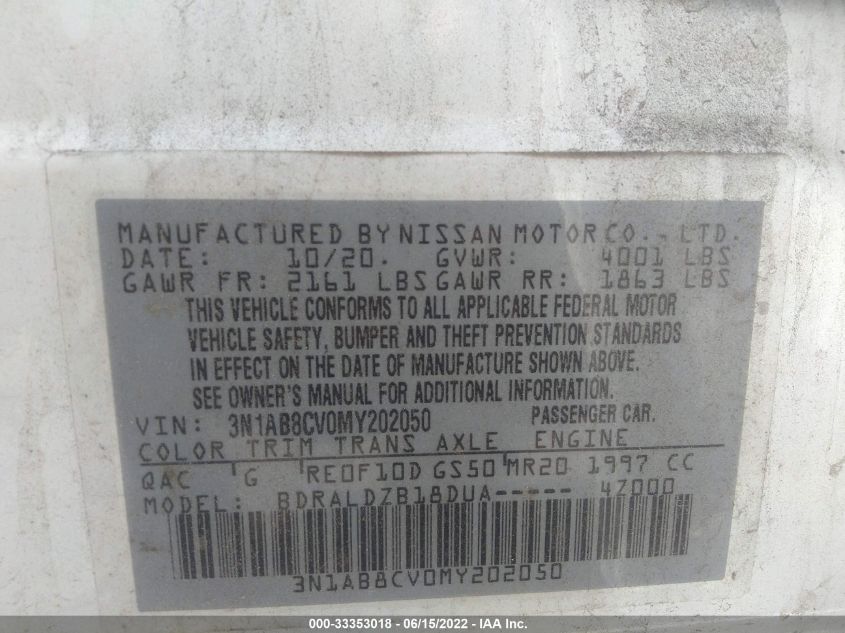 MANUFACTURED BY NISSAN MOTOR CO., LTD.
DATE: 10/20. GVWR: 4001 LBS
GAWR FR: 2161 LBS GAWR RR: 1863 LBS
THIS VEHICLE CONFORMS TO ALL APPLICABLE FEDERAL MOTOR
VEHICLE SAFETY, BUMPER AND THEFT PREVENTION STANDARDS
IN EFFECT ON THE DATE OF MANUFACTURE SHOWN ABOVE.
SEE OWNER'S MANUAL FOR ADDITIONAL INFORMATION.
VIN: 3N1AB8CV0MY202050 PASSENGER CAR.
COLOR TRIM TRANS AXLE ENGINE
QAC G RE0F10D GS50 MR20 1997 CC
MODEL: BDRALDZB18DUA----- 4Z000
3N1AB8CV0MY202050
000-33353018 - 06/15/2022 - IAA Inc.